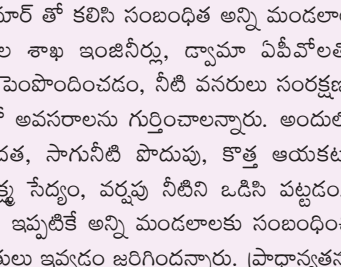 మార్ తో కలిసి సంబంధిత అన్ని మండలా
ల శాఖ ఇంజినీర్లు, డ్వామా ఏపీవోలత
పెంపొందించడం, నీటి వనరులు సంరక్షణ
అవసరాలను గుర్తించాలన్నారు. అందుల
దత, సాగునీటి పొదుపు, కొత్త ఆయకట
క్ష్మ సేద్యం, వర్షపు నీటిని ఒడిసి పట్టడం
ఇప్పటికే అన్ని మండలాలకు సంబంధించ
తులు ఇవ్వడం జరిగిందన్నారు. ప్రాధాన్యతన